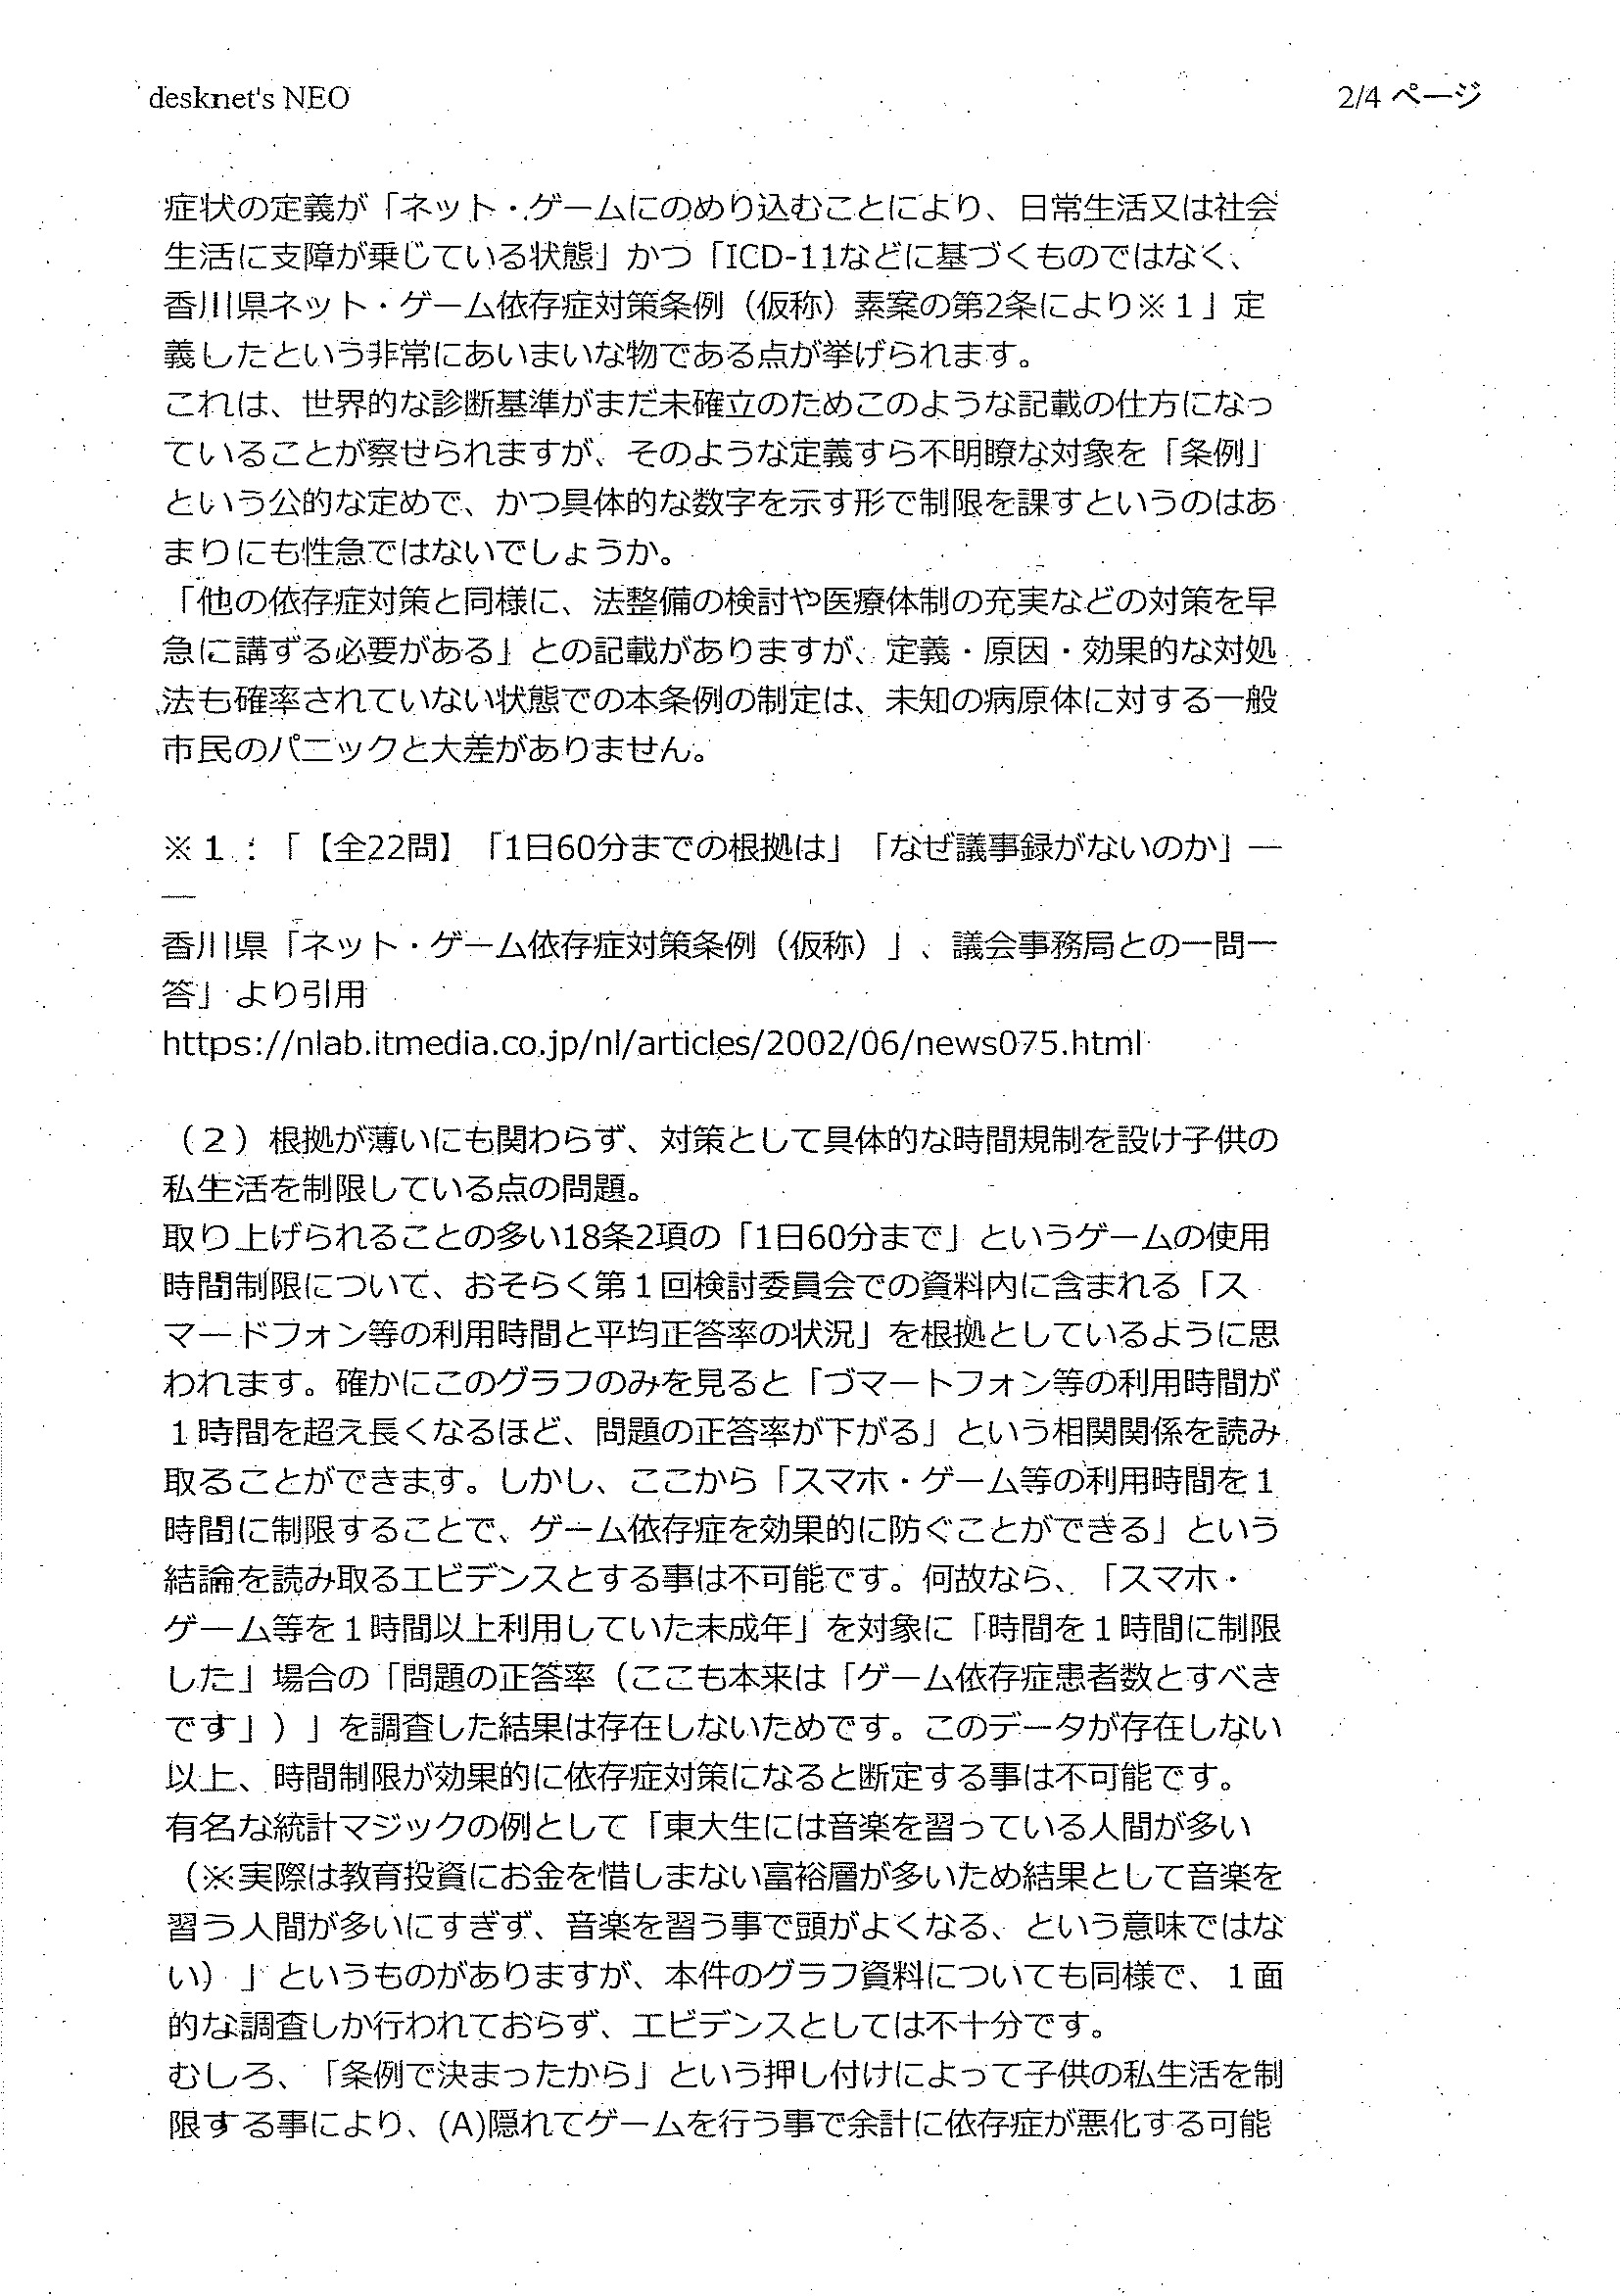 desknet's NEO
2/4 ページ
症状の定義が「ネット・ゲームにのめり込むことにより、日常生活又は社会
生活に支障が乗じている状態」かつ「ICD-11などに基づくものではなく、
香川県ネット・ゲーム依存症対策条例（仮称）素案の第2条により※１」定
義したという非常にあいまいな物である点が挙げられます。
これは、世界的な診断基準がまだ未確立のためこのような記載の仕方になっ
ていることが察せられますが、そのような定義すら不明瞭な対象を「条例」
という公的な定めで、かつ具体的な数字を示す形で制限を課すというのはあ
まりにも性急ではないでしょうか。
「他の依存症対策と同様に、法整備の検討や医療体制の充実などの対策を早
急に講ずる必要がある」との記載がありますが、定義・原因・効果的な対処
法も確率されていない状態での本条例の制定は、未知の病原体に対する一般
市民のパニックと大差がありません。
※１：「【全22問】「1日60分までの根拠は」「なぜ議事録がないのか」―
―
香川県「ネット・ゲーム依存症対策条例（仮称）」、議会事務局との一問一
答」より引用
https://nlab.itmedia.co.jp/nl/articles/2002/06/news075.html
（２）根拠が薄いにも関わらず、対策として具体的な時間規制を設け子供の
私生活を制限している点の問題。
取り上げられることの多い18条2項の「1日60分まで」というゲームの使用
時間制限について、おそらく第１回検討委員会での資料内に含まれる「ス
マートフォン等の利用時間と平均正答率の状況」を根拠としているように思
われます。確かにこのグラフのみを見ると「スマートフォン等の利用時間が
１時間を超え長くなるほど、問題の正答率が下がる」という相関関係を読み
取ることができます。しかし、ここから「スマホ・ゲーム等の利用時間を１
時間に制限することで、ゲーム依存症を効果的に防ぐことができる」という
結論を読み取るエビデンスとする事は不可能です。何故なら、「スマホ・
ゲーム等を１時間以上利用していた未成年」を対象に「時間を１時間に制限
した」場合の「問題の正答率（ここも本来は「ゲーム依存症患者数とすべき
です」）」を調査した結果は存在しないためです。このデータが存在しない
以上、時間制限が効果的に依存症対策になると断定する事は不可能です。
有名な統計マジックの例として「東大生には音楽を習っている人間が多い
（※実際は教育投資にお金を惜しまない富裕層が多いため結果として音楽を
習う人間が多いにすぎず、音楽を習う事で頭がよくなる、という意味ではな
い）」というものがありますが、本件のグラフ資料についても同様で、１面
的な調査しか行われておらず、エビデンスとしては不十分です。
むしろ、「条例で決まったから」という押し付けによって子供の私生活を制
限する事により、(A)隠れてゲームを行う事で余計に依存症が悪化する可能